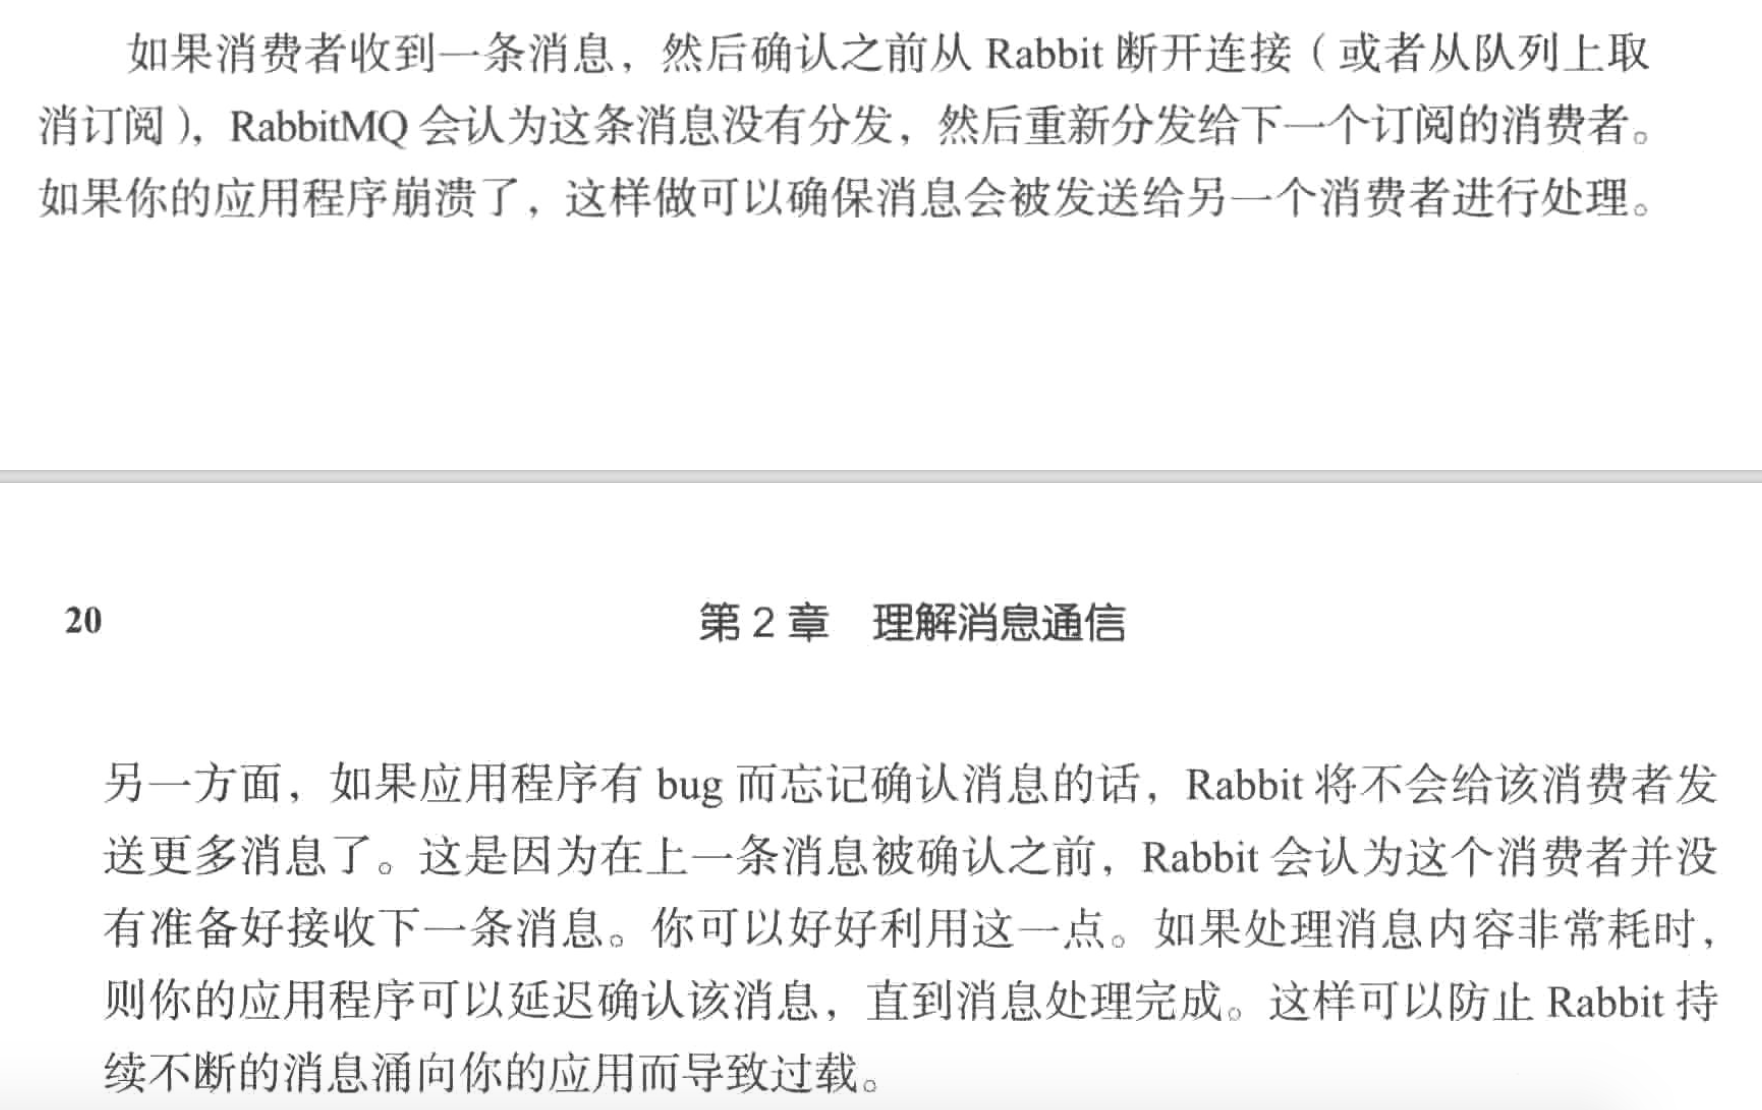 如果消费者收到一条消息，然后确认之前从 Rabbit 断开连接（或者从队列上取
消订阅），RabbitMQ 会认为这条消息没有分发，然后重新分发给下一个订阅的消费者。
如果你的应用程序崩溃了，这样做可以确保消息会被发送给另一个消费者进行处理。
20 第 2 章 理解消息通信
另一方面，如果应用程序有 bug 而忘记确认消息的话，Rabbit 将不会给该消费者发
送更多消息了。这是因为在上一条消息被确认之前，Rabbit 会认为这个消费者并没
有准备好接收下一条消息。你可以好好利用这一点。如果处理消息内容非常耗时，
则你的应用程序可以延迟确认该消息，直到消息处理完成。这样可以防止 Rabbit 持
续不断的消息涌向你的应用而导致过载。